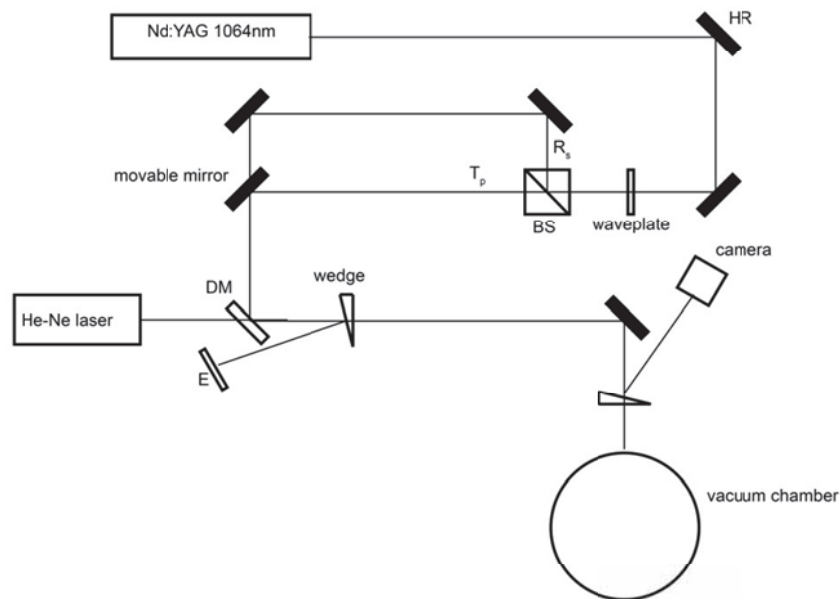 Nd:YAG 1064nm
HR
movable mirror
Rs
Tp
BS
waveplate
camera
wedge
DM
He-Ne laser
E
vacuum chamber